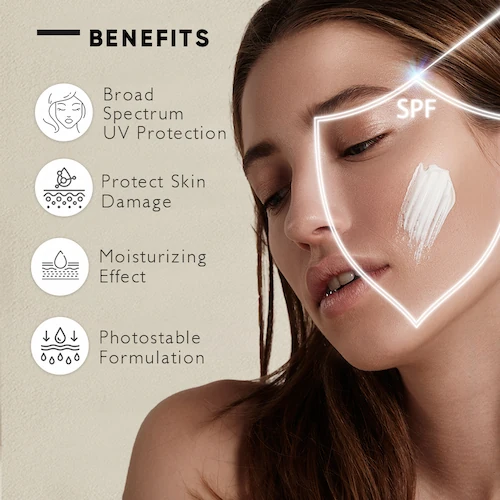 BENEFITS
Broad
Spectrum
UV Protection
Protect Skin
Damage
Moisturizing
Effect
Photostable
Formulation
SPF